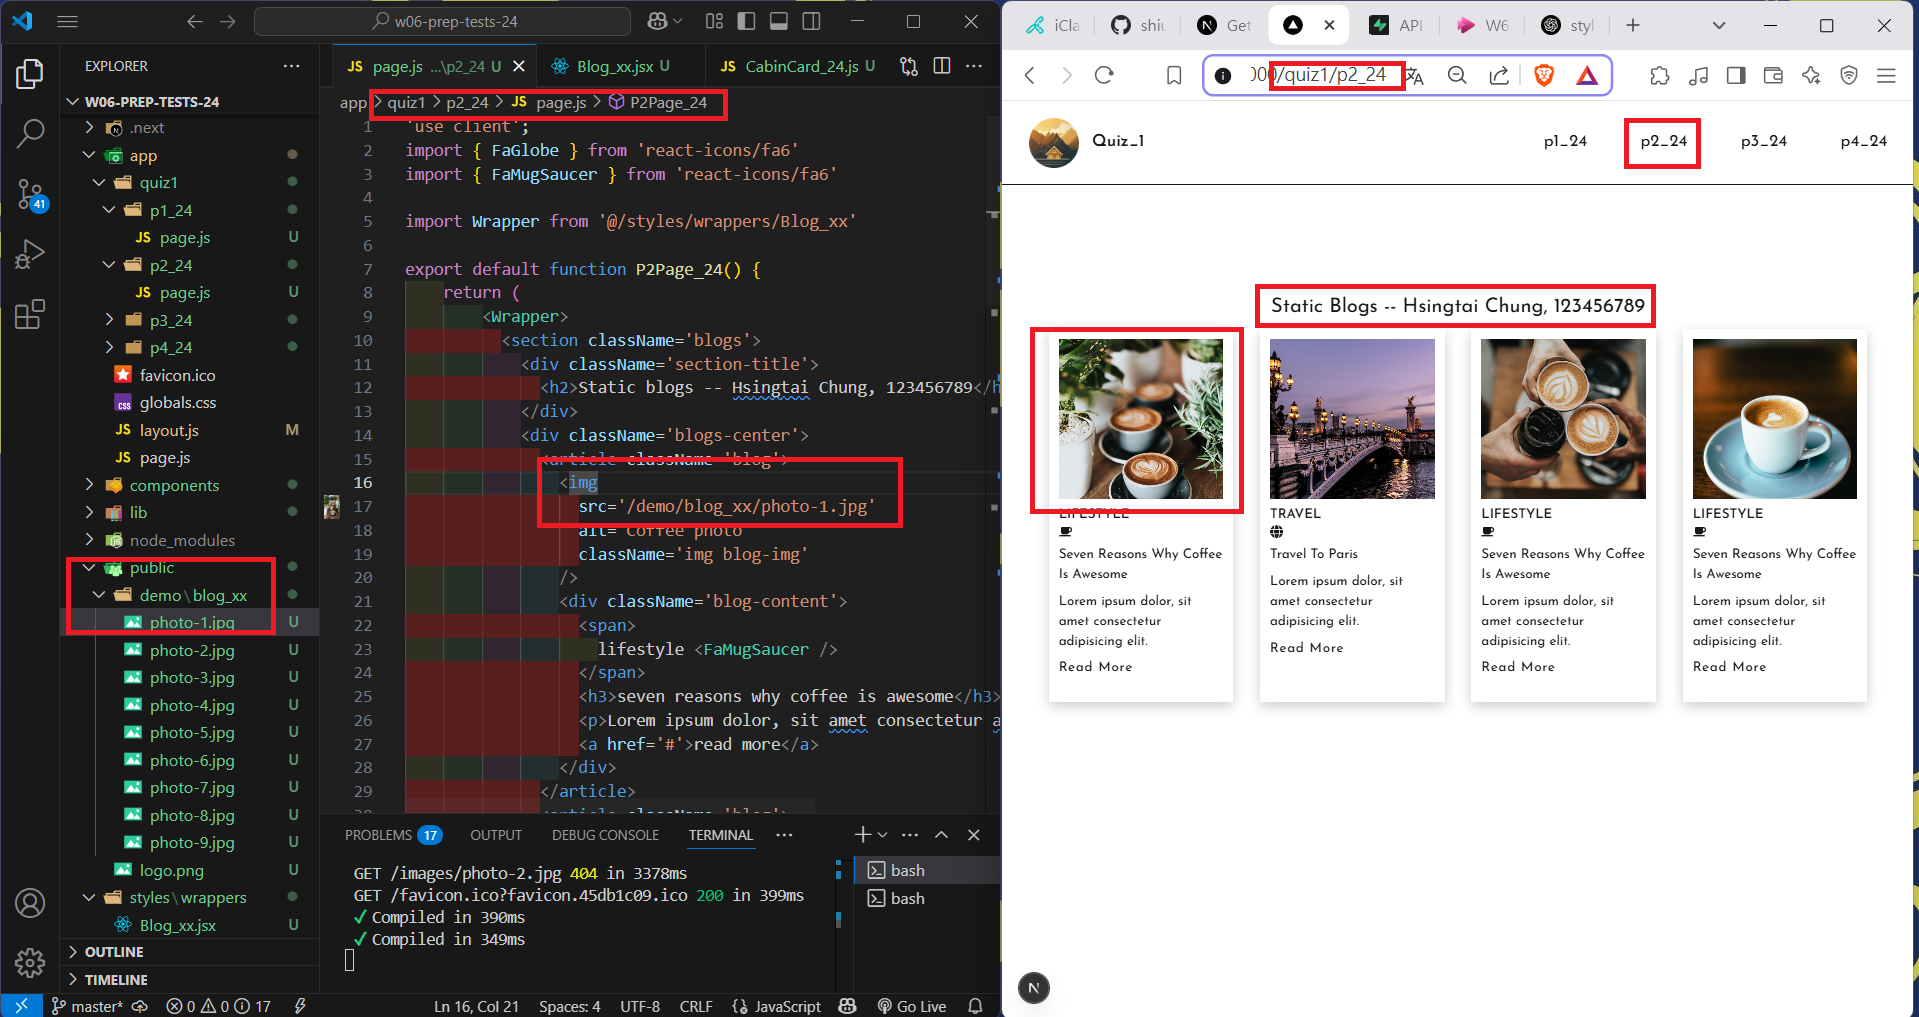 w06-prep-tests-24
EXPLORER
W06-PREP-TESTS-24
.next
app
quiz1
p1_24
JS page.js U
p2_24
JS page.js U
p3_24
p4_24
favicon.ico
globals.css
JS layout.js M
JS page.js
components
lib
node_modules
public
demo\blog_xx
photo-1.jpg U
photo-2.jpg U
photo-3.jpg U
photo-4.jpg U
photo-5.jpg U
photo-6.jpg U
photo-7.jpg U
photo-8.jpg U
photo-9.jpg U
logo.png U
styles\wrappers
Blog_xx.jsx U
OUTLINE
TIMELINE
41
JS page.js ...\p2_24 U
Blog_xx.jsx U
JS CabinCard_24.js U
app > quiz1 > p2_24 > JS page.js > P2Page_24
1 'use client';
2 import { FaGlobe } from 'react-icons/fa6'
3 import { FaMugSaucer } from 'react-icons/fa6'
4
5 import Wrapper from '@/styles/wrappers/Blog_xx'
6
7 export default function P2Page_24() {
8 return (
9 <Wrapper>
10 <section className='blogs'>
11 <div className='section-title'>
12 <h2>Static blogs -- Hsingtai Chung, 123456789</h
13 </div>
14 <div className='blogs-center'>
15 <article className='blog'>
16 <img
17 src='/demo/blog_xx/photo-1.jpg'
18 alt='Coffee photo'
19 className='img blog-img'
20 />
21 <div className='blog-content'>
22 <span>
23 lifestyle <FaMugSaucer />
24 </span>
25 <h3>seven reasons why coffee is awesome</h3>
26 <p>Lorem ipsum dolor, sit amet consectetur a
27 <a href='#'>read more</a>
28 </div>
29 </article>
<article className='blog'>
PROBLEMS 17 OUTPUT DEBUG CONSOLE TERMINAL
GET /images/photo-2.jpg 404 in 3378ms
GET /favicon.ico?favicon.45db1c09.ico 200 in 399ms
✓ Compiled in 390ms
✓ Compiled in 349ms
bash
bash
master* 0 0 17 Ln 16, Col 21 Spaces: 4 UTF-8 CRLF JavaScript Go Live
iCla shiu Get API W6 styl
000/quiz1/p2_24
Quiz_1 p1_24 p2_24 p3_24 p4_24
Static Blogs -- Hsingtai Chung, 123456789
LIFESTYLE
Seven Reasons Why Coffee
Is Awesome
Lorem ipsum dolor, sit
amet consectetur
adipisicing elit.
Read More
TRAVEL
Travel To Paris
Lorem ipsum dolor, sit
amet consectetur
adipisicing elit.
Read More
LIFESTYLE
Seven Reasons Why Coffee
Is Awesome
Lorem ipsum dolor, sit
amet consectetur
adipisicing elit.
Read More
LIFESTYLE
Seven Reasons Why Coffee
Is Awesome
Lorem ipsum dolor, sit
amet consectetur
adipisicing elit.
Read More
N